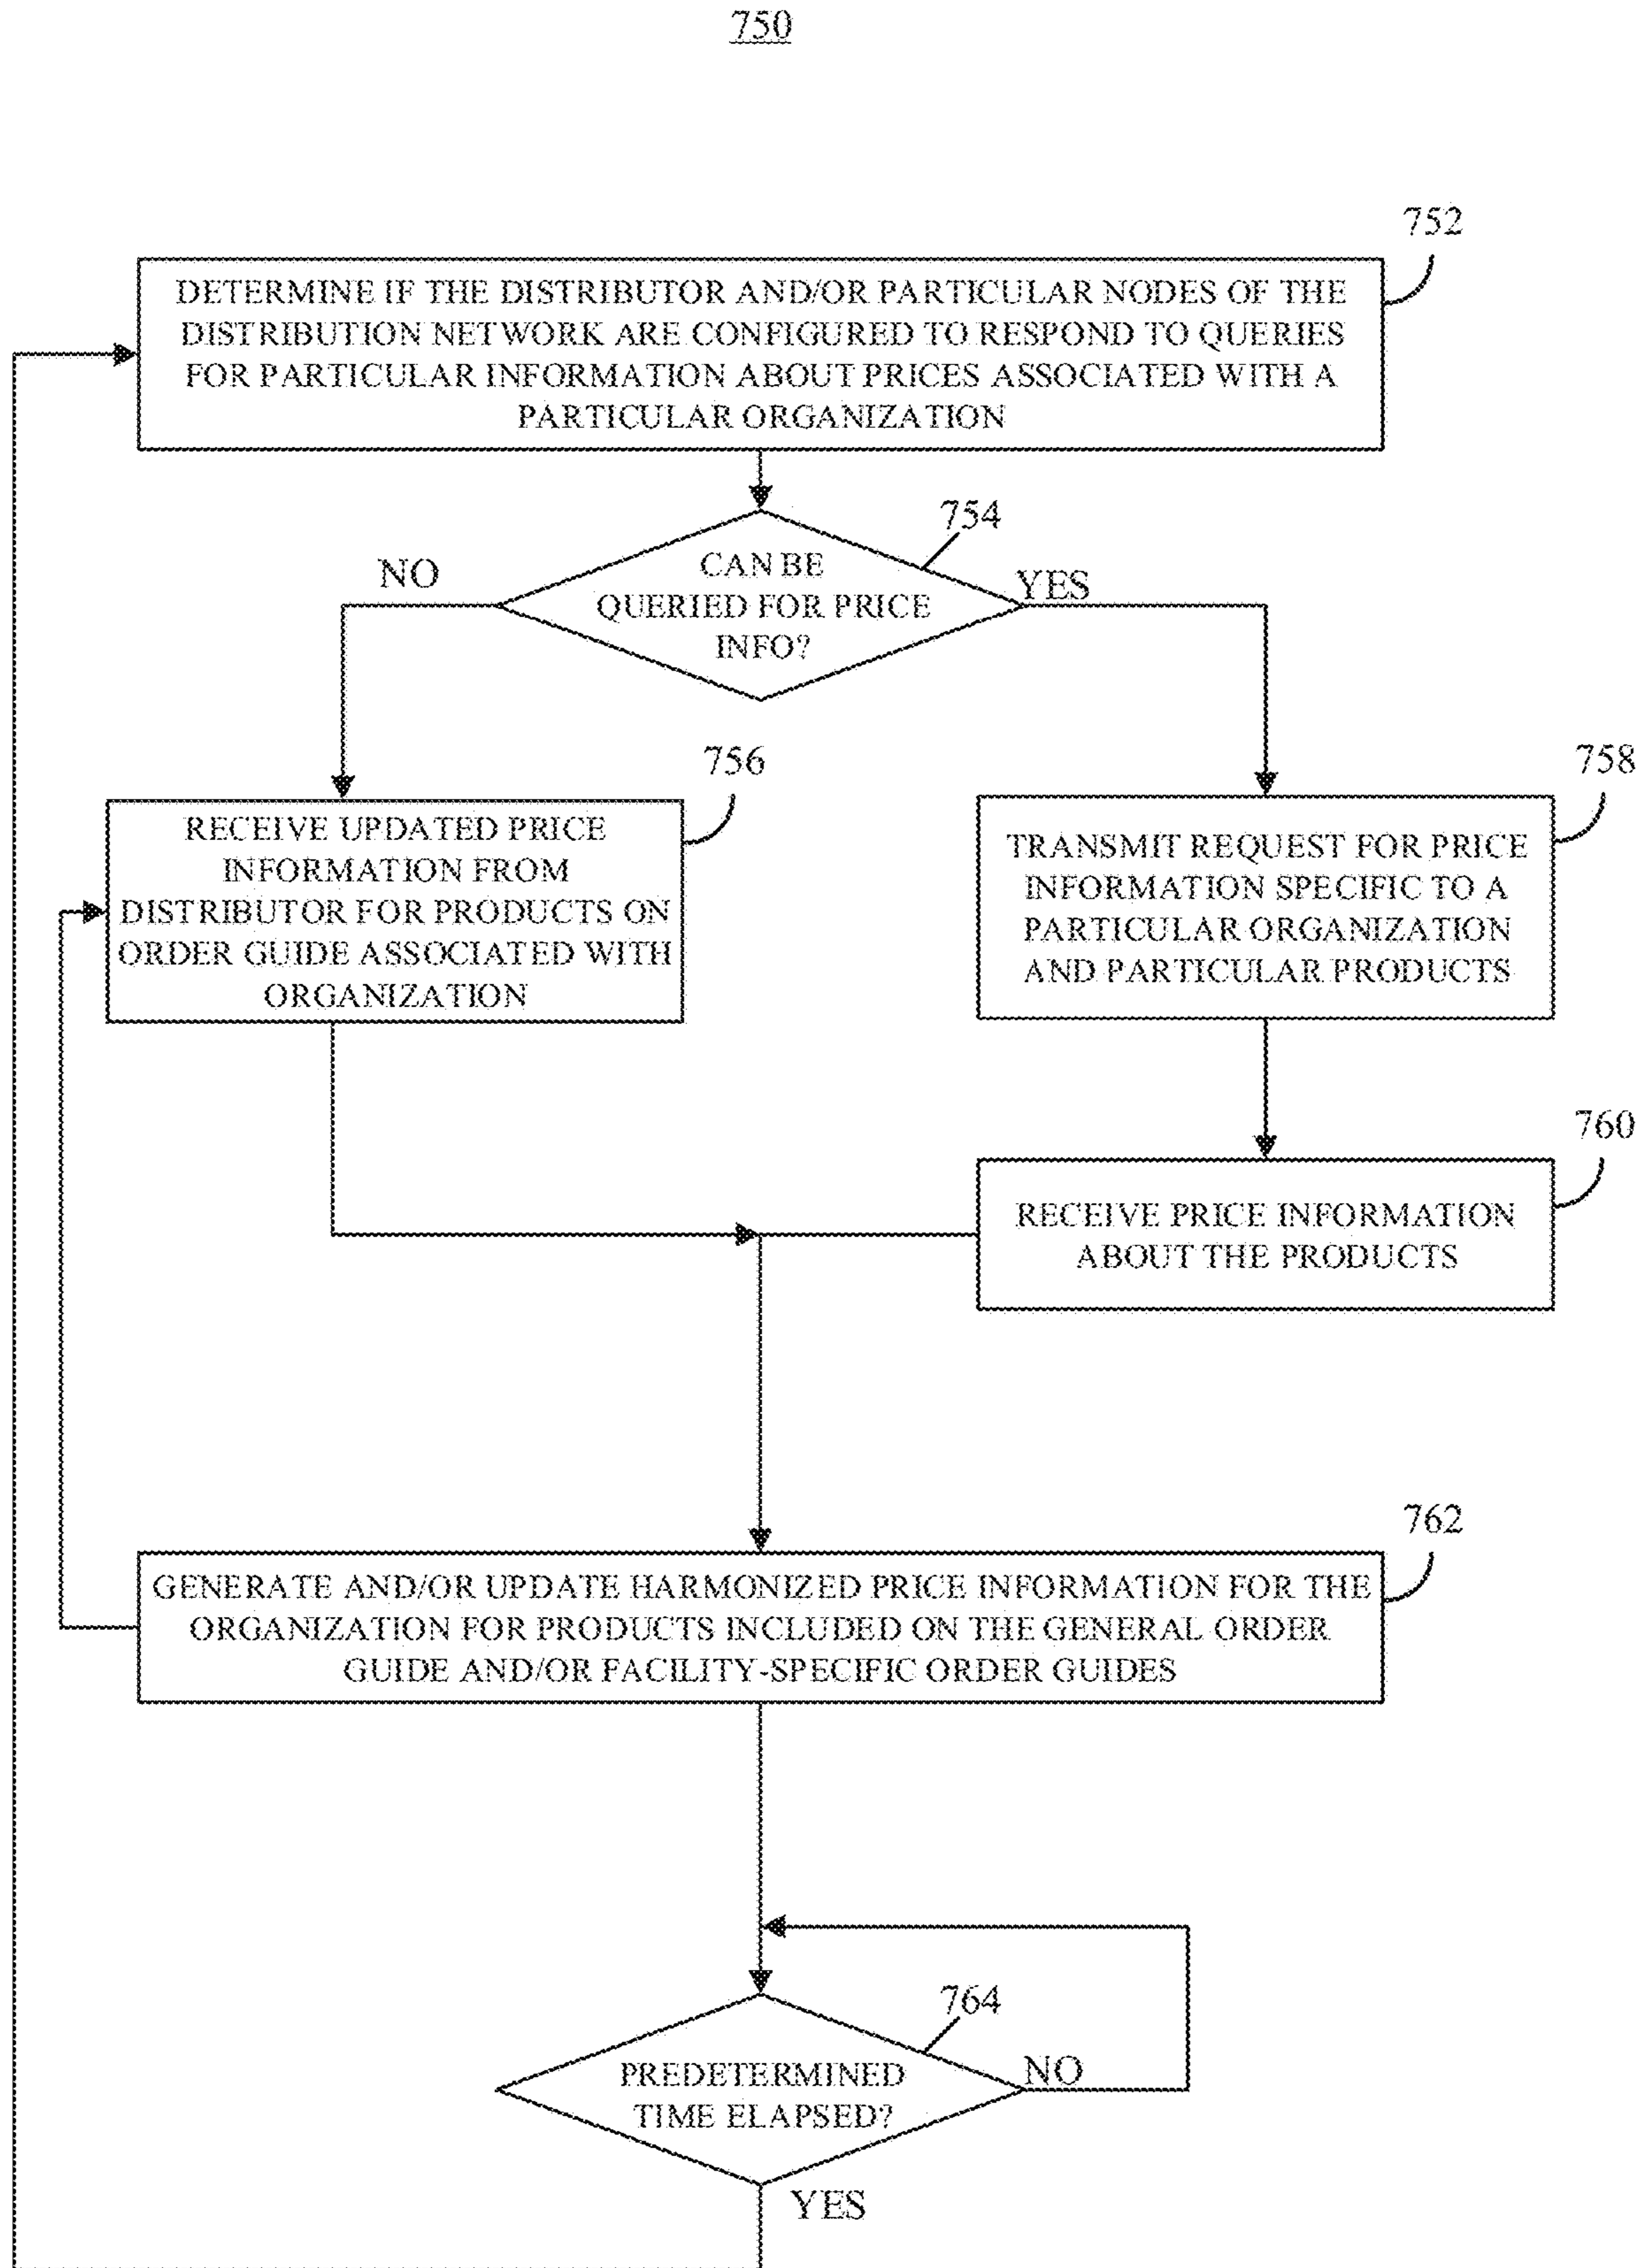 750
752
DETERMINE IF THE DISTRIBUTOR AND/OR PARTICULAR NODES OF THE
DISTRIBUTION NETWORK ARE CONFIGURED TO RESPOND TO QUERIES
FOR PARTICULAR INFORMATION ABOUT PRICES ASSOCIATED WITH A
PARTICULAR ORGANIZATION
754
NO
CAN BE
QUERIED FOR PRICE
INFO?
YES
756
RECEIVE UPDATED PRICE
INFORMATION FROM
DISTRIBUTOR FOR PRODUCTS ON
ORDER GUIDE ASSOCIATED WITH
ORGANIZATION
758
TRANSMIT REQUEST FOR PRICE
INFORMATION SPECIFIC TO A
PARTICULAR ORGANIZATION
AND PARTICULAR PRODUCTS
760
RECEIVE PRICE INFORMATION
ABOUT THE PRODUCTS
762
GENERATE AND/OR UPDATE HARMONIZED PRICE INFORMATION FOR THE
ORGANIZATION FOR PRODUCTS INCLUDED ON THE GENERAL ORDER
GUIDE AND/OR FACILITY-SPECIFIC ORDER GUIDES
764
PREDETERMINED
TIME ELAPSED?
NO
YES